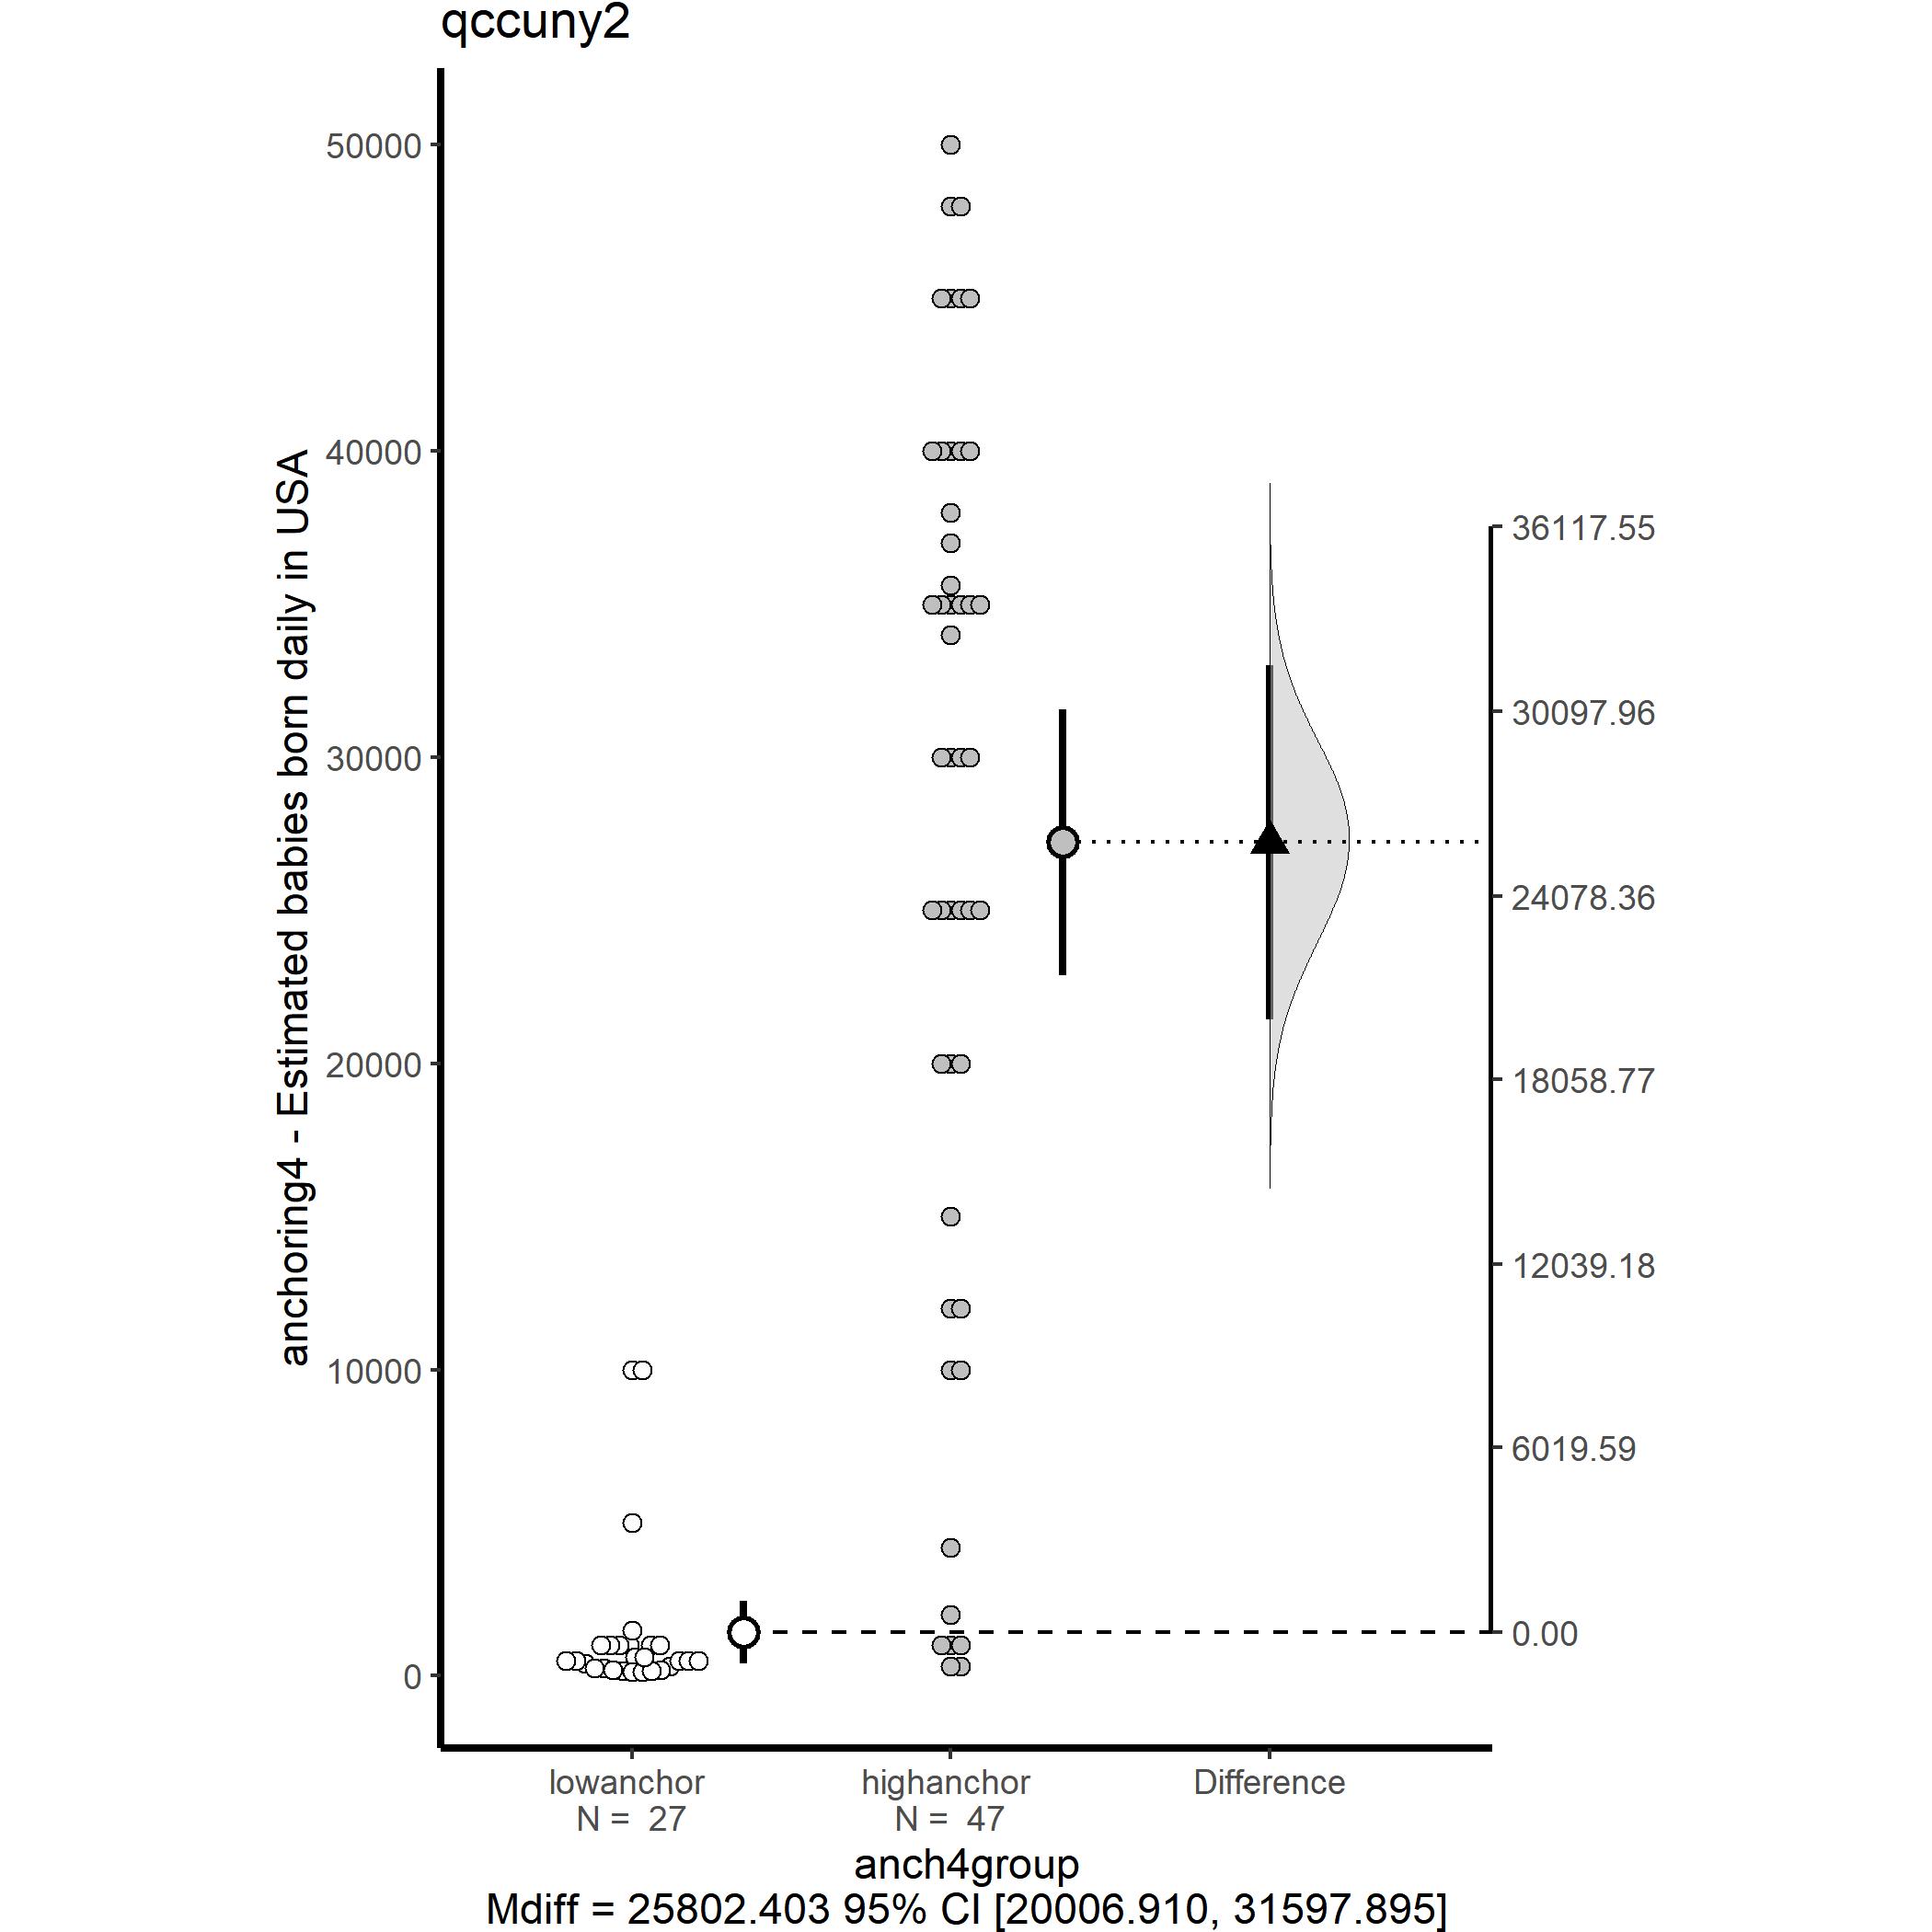 qccuny2
anchoring4 - Estimated babies born daily in USA
50000
40000
30000
20000
10000
0
36117.55
30097.96
24078.36
18058.77
12039.18
6019.59
0.00
lowanchor
N =  27
highanchor
N =  47
Difference
anch4group
Mdiff = 25802.403 95% CI [20006.910, 31597.895]